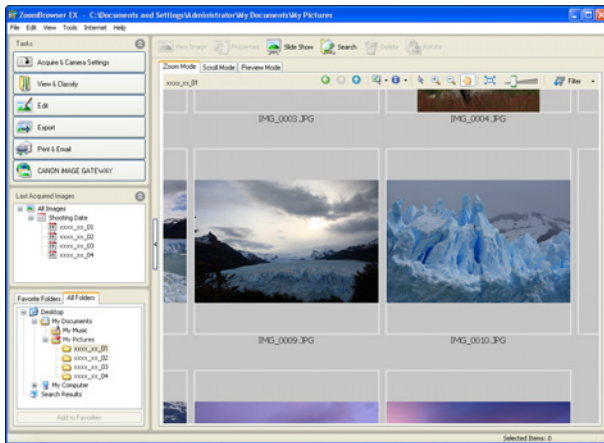 ZoomBrowser EX - C:\Documents and Settings\Administrator\My Documents\My Pictures
File Edit View Tools Internet Help
Tasks
Acquire & Camera Settings
View & Classify
Edit
Export
Print & Email
CANON iMAGE GATEWAY
Last Acquired Images
All Images
Shooting Date
xxxx_xx_01
xxxx_xx_02
xxxx_xx_03
xxxx_xx_04
Favorite Folders All Folders
Desktop
My Documents
My Music
My Pictures
xxxx_xx_01
xxxx_xx_02
xxxx_xx_03
xxxx_xx_04
My Computer
Search Results
Add to Favorites
View Image Properties Slide Show Search Delete Rotate
Zoom Mode Scroll Mode Preview Mode
xxxx_xx_01 Filter
IMG_0003.JPG IMG_0004.JPG
IMG_0009.JPG IMG_0010.JPG
Selected Items: 0